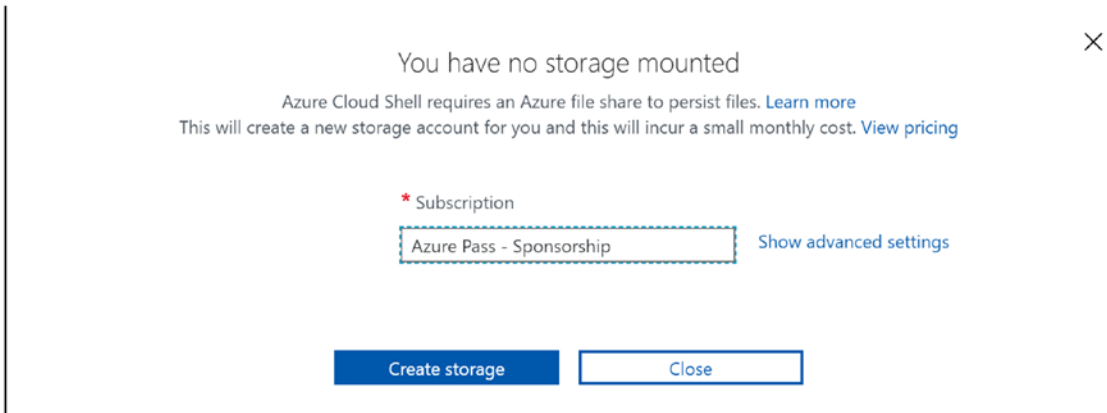 You have no storage mounted
Azure Cloud Shell requires an Azure file share to persist files. Learn more
This will create a new storage account for you and this will incur a small monthly cost. View pricing
* Subscription
Azure Pass - Sponsorship
Show advanced settings
Create storage
Close